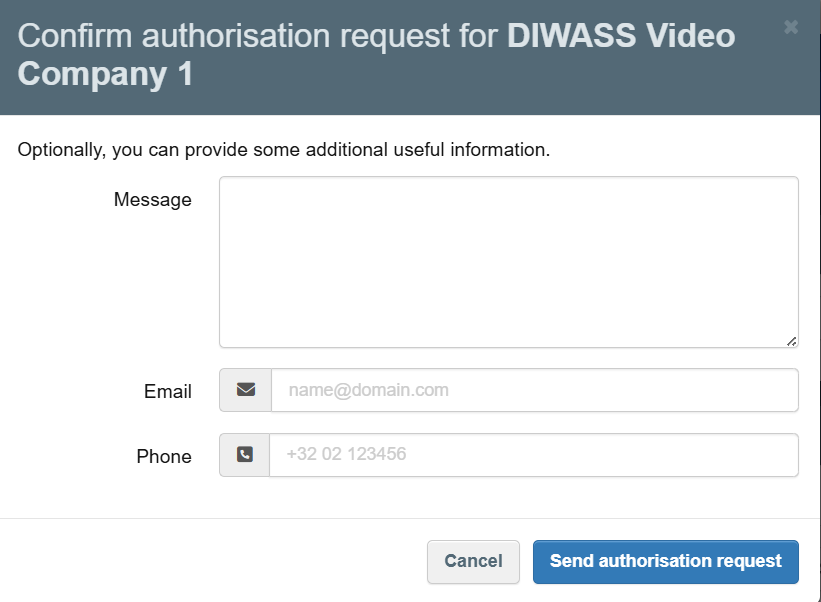 Confirm authorisation request for DIWASS Video
Company 1
Optionally, you can provide some additional useful information.
Message
Email
name@domain.com
Phone
+32 02 123456
Cancel
Send authorisation request